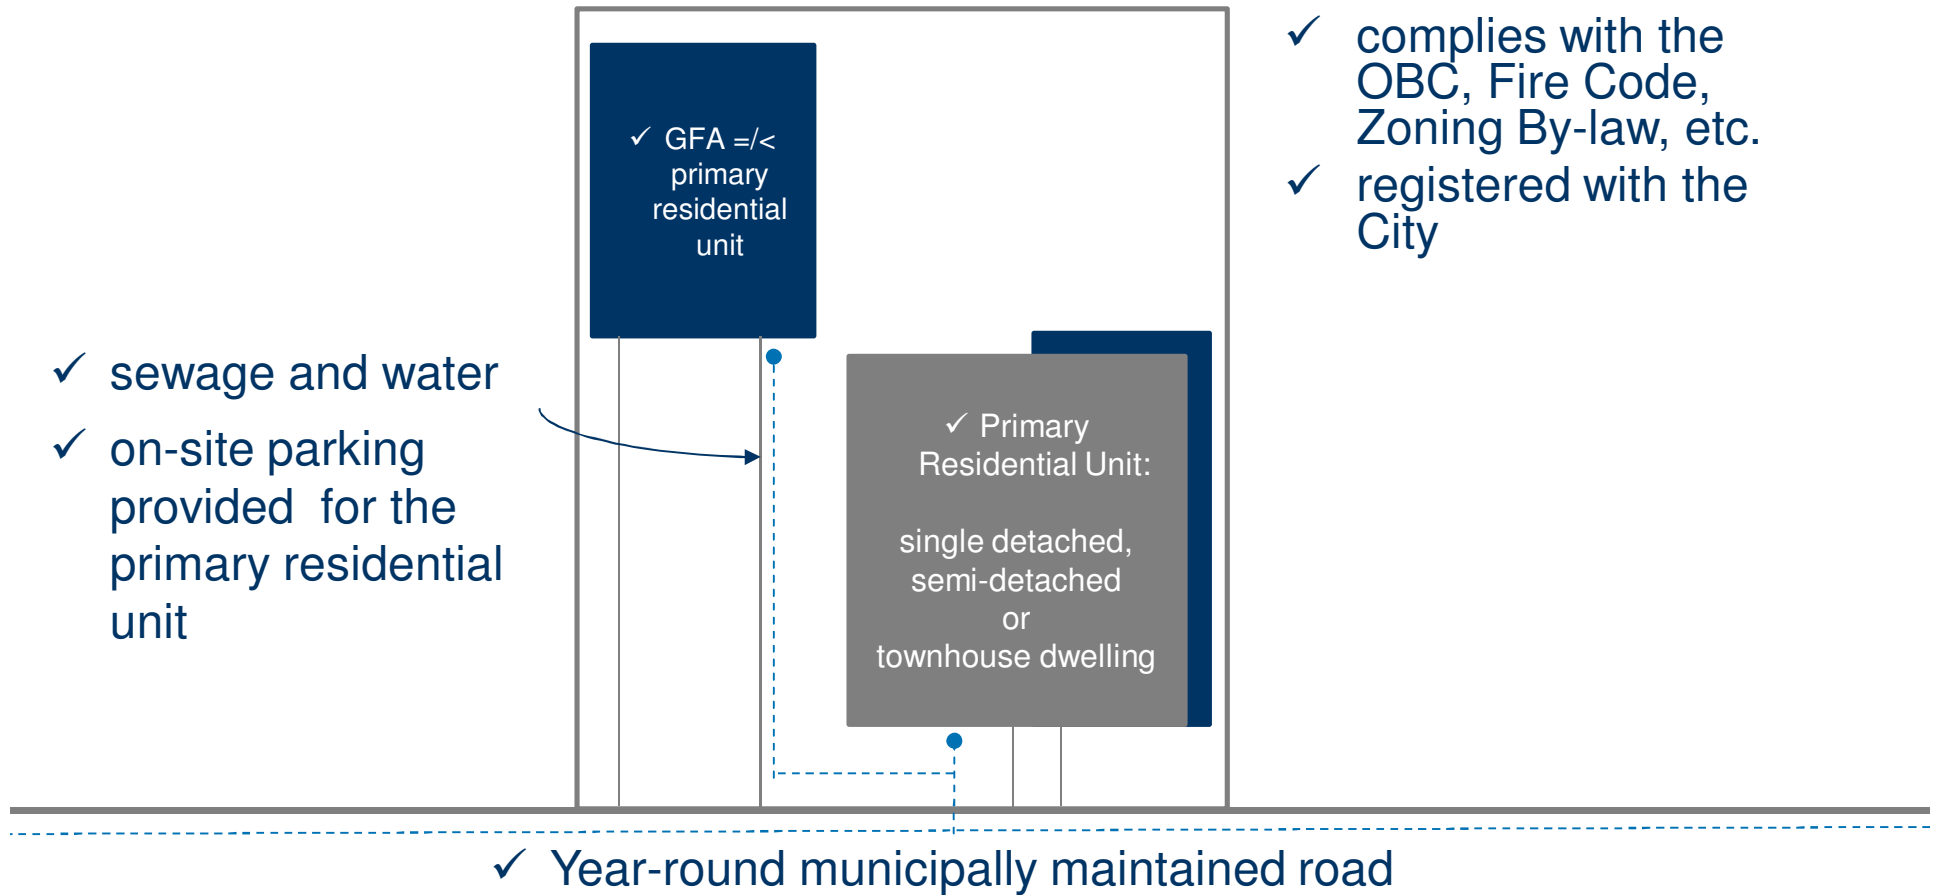 ✓ GFA =/<
primary
residential
unit
✓ complies with the
OBC, Fire Code,
Zoning By-law, etc.
✓ registered with the
City
✓ sewage and water
✓ on-site parking
provided  for the
primary residential
unit
✓ Primary
Residential Unit:
single detached,
semi-detached
or
townhouse dwelling
✓ Year-round municipally maintained road